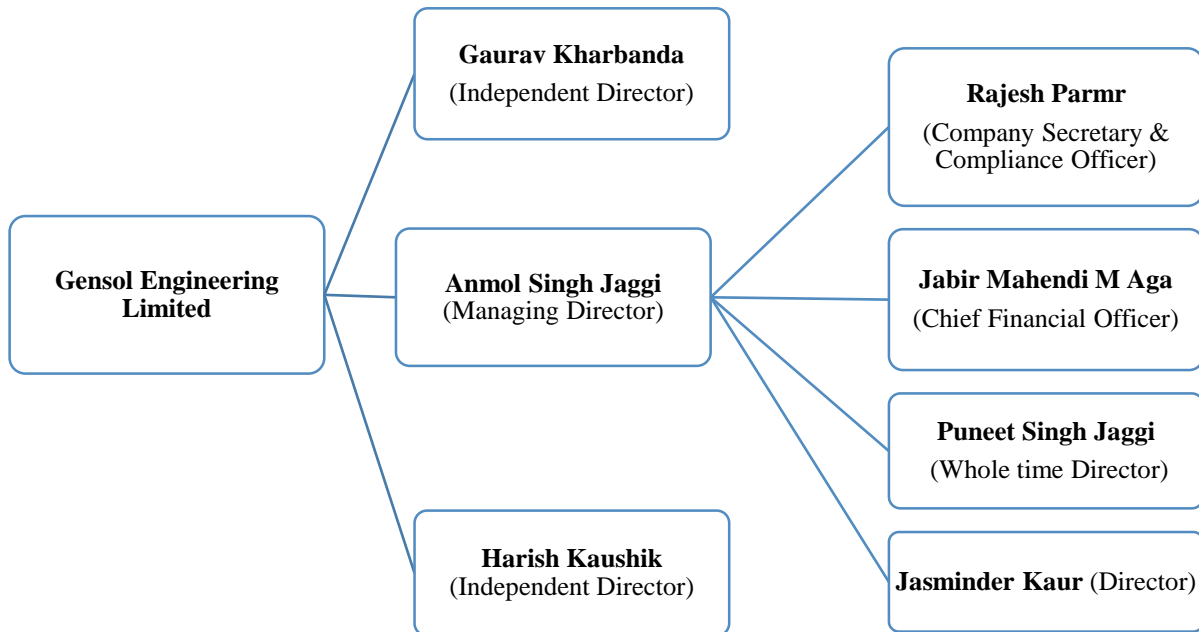 Gensol Engineering
Limited
Gaurav Kharbanda
(Independent Director)
Anmol Singh Jaggi
(Managing Director)
Harish Kaushik
(Independent Director)
Rajesh Parmr
(Company Secretary &
Compliance Officer)
Jabir Mahendi M Aga
(Chief Financial Officer)
Puneet Singh Jaggi
(Whole time Director)
Jasminder Kaur (Director)